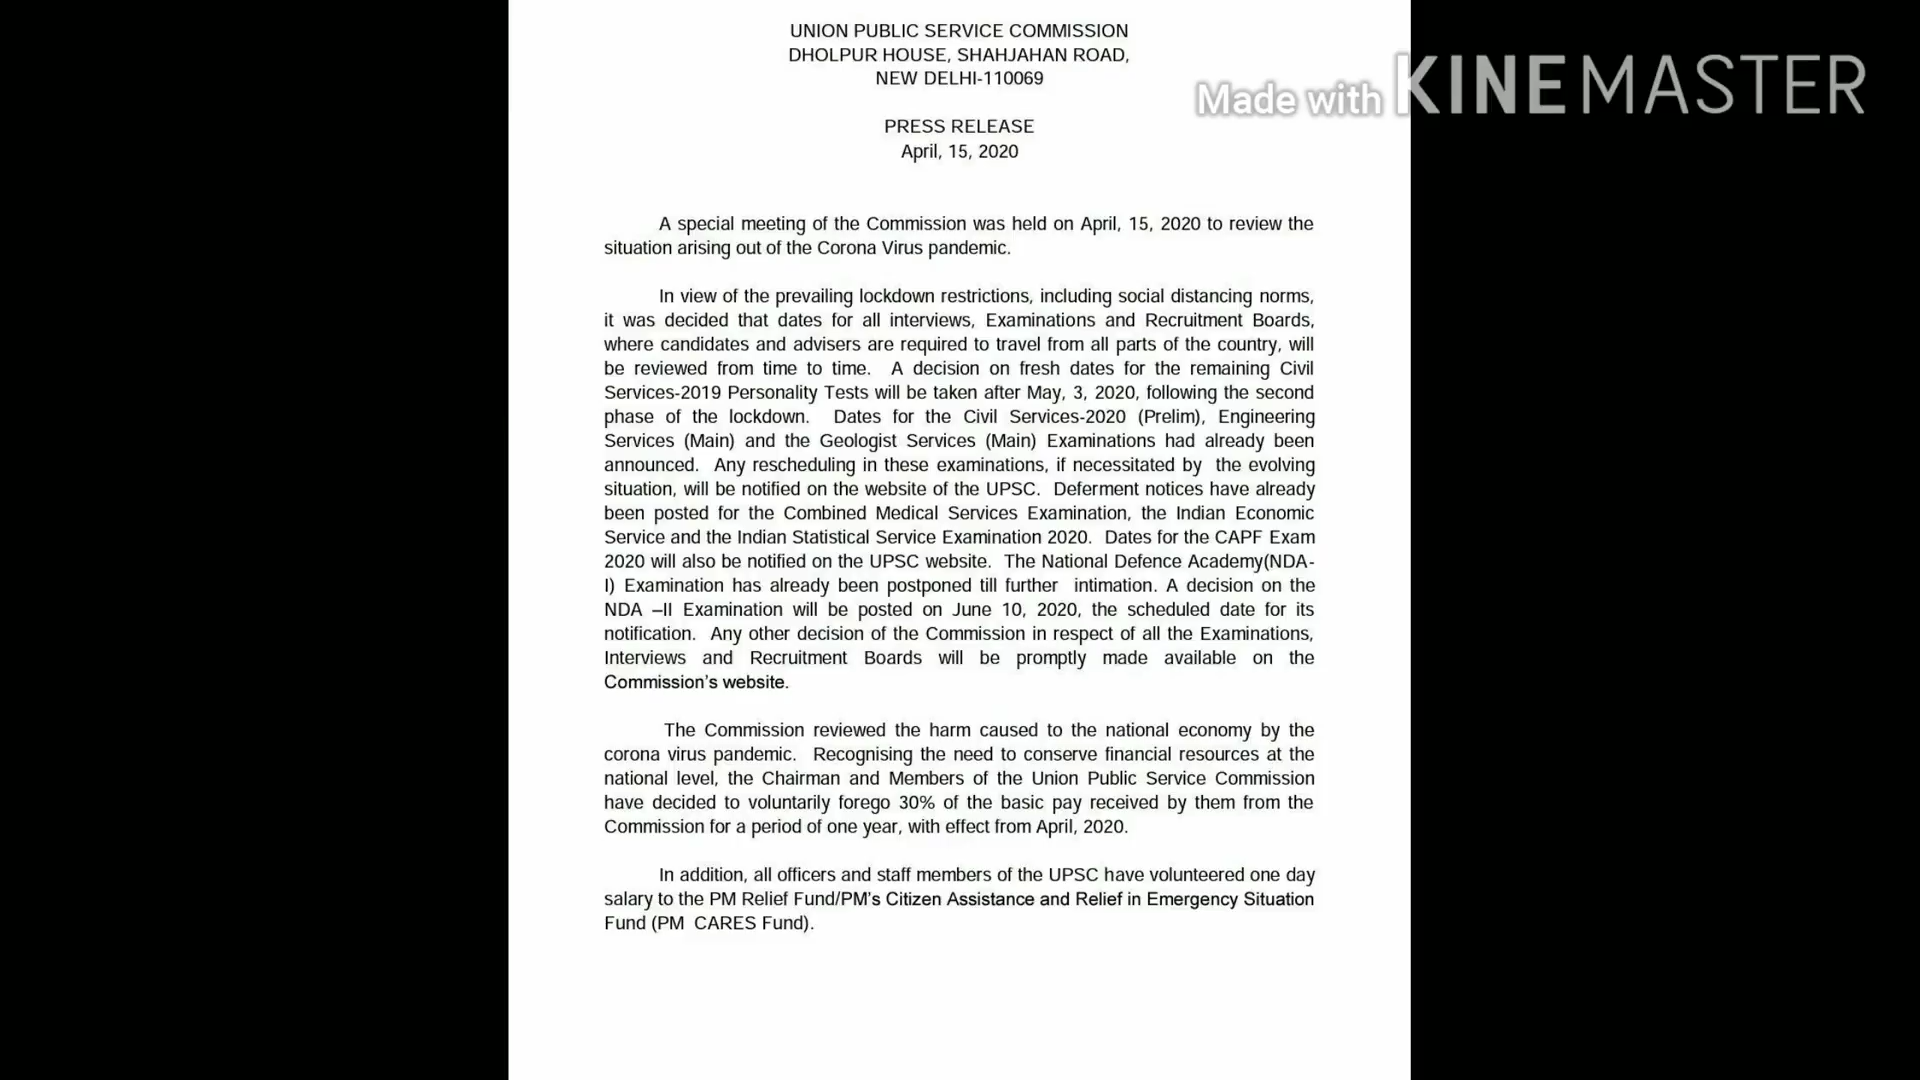 UNION PUBLIC SERVICE COMMISSION
DHOLPUR HOUSE, SHAHJAHAN ROAD,
NEW DELHI-110069
Made with KINEMASTER
PRESS RELEASE
April, 15, 2020
A special meeting of the Commission was held on April, 15, 2020 to review the
situation arising out of the Corona Virus pandemic.
In view of the prevailing lockdown restrictions, including social distancing norms,
it was decided that dates for all interviews, Examinations and Recruitment Boards,
where candidates and advisers are required to travel from all parts of the country, will
be reviewed from time to time. A decision on fresh dates for the remaining Civil
Services-2019 Personality Tests will be taken after May, 3, 2020, following the second
phase of the lockdown. Dates for the Civil Services-2020 (Prelim), Engineering
Services (Main) and the Geologist Services (Main) Examinations had already been
announced. Any rescheduling in these examinations, if necessitated by the evolving
situation, will be notified on the website of the UPSC. Deferment notices have already
been posted for the Combined Medical Services Examination, the Indian Economic
Service and the Indian Statistical Service Examination 2020. Dates for the CAPF Exam
2020 will also be notified on the UPSC website. The National Defence Academy(NDA-
I) Examination has already been postponed till further intimation. A decision on the
NDA –II Examination will be posted on June 10, 2020, the scheduled date for its
notification. Any other decision of the Commission in respect of all the Examinations,
Interviews and Recruitment Boards will be promptly made available on the
Commission's website.
The Commission reviewed the harm caused to the national economy by the
corona virus pandemic. Recognising the need to conserve financial resources at the
national level, the Chairman and Members of the Union Public Service Commission
have decided to voluntarily forego 30% of the basic pay received by them from the
Commission for a period of one year, with effect from April, 2020.
In addition, all officers and staff members of the UPSC have volunteered one day
salary to the PM Relief Fund/PM's Citizen Assistance and Relief in Emergency Situation
Fund (PM CARES Fund).